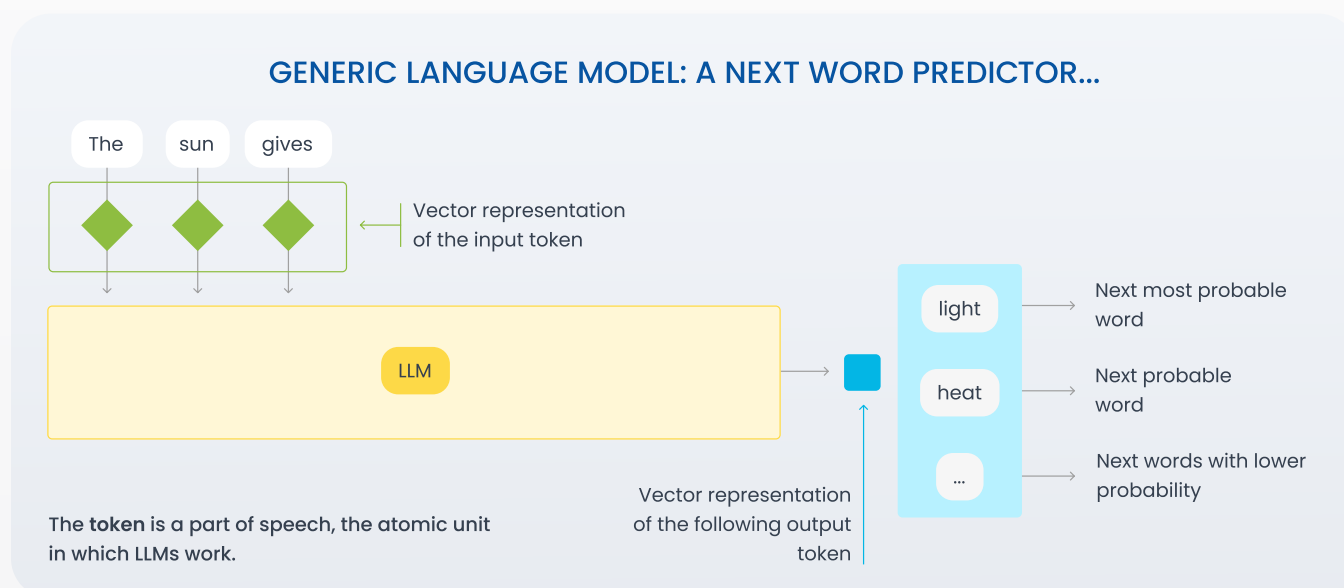 GENERIC LANGUAGE MODEL: A NEXT WORD PREDICTOR...
The sun gives
Vector representation
of the input token
LLM
light
Next most probable
word
heat
Next probable
word
...
Next words with lower
probability
Vector representation
of the following output
token
The token is a part of speech, the atomic unit
in which LLMs work.